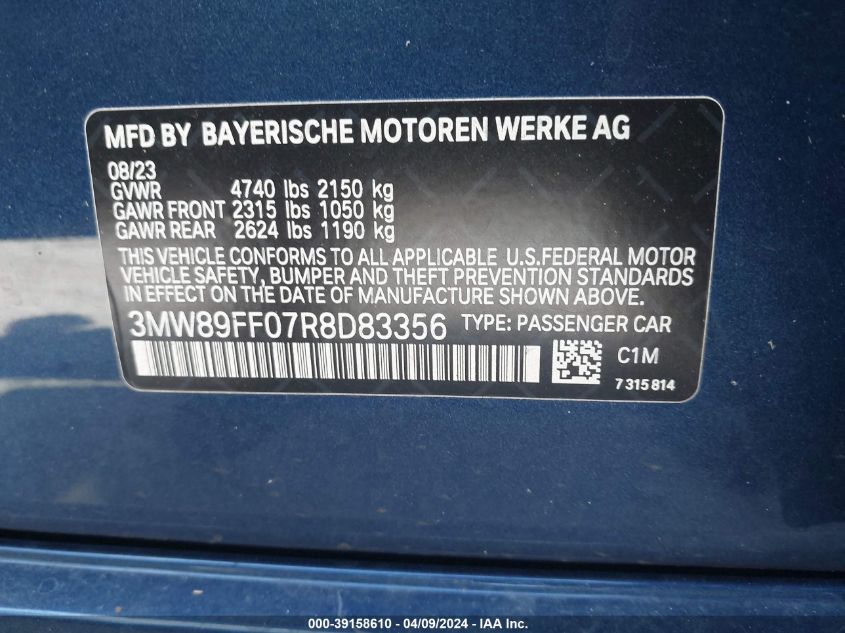 MFD BY BAYERISCHE MOTOREN WERKE AG
08/23
GVWR 4740 lbs 2150 kg
GAWR FRONT 2315 lbs 1050 kg
GAWR REAR 2624 lbs 1190 kg
THIS VEHICLE CONFORMS TO ALL APPLICABLE U.S.FEDERAL MOTOR
VEHICLE SAFETY, BUMPER AND THEFT PREVENTION STANDARDS
IN EFFECT ON THE DATE OF MANUFACTURE SHOWN ABOVE.
3MW89FF07R8D83356 TYPE: PASSENGER CAR
C1M
7 315 814
000-39158610 - 04/09/2024 - IAA Inc.